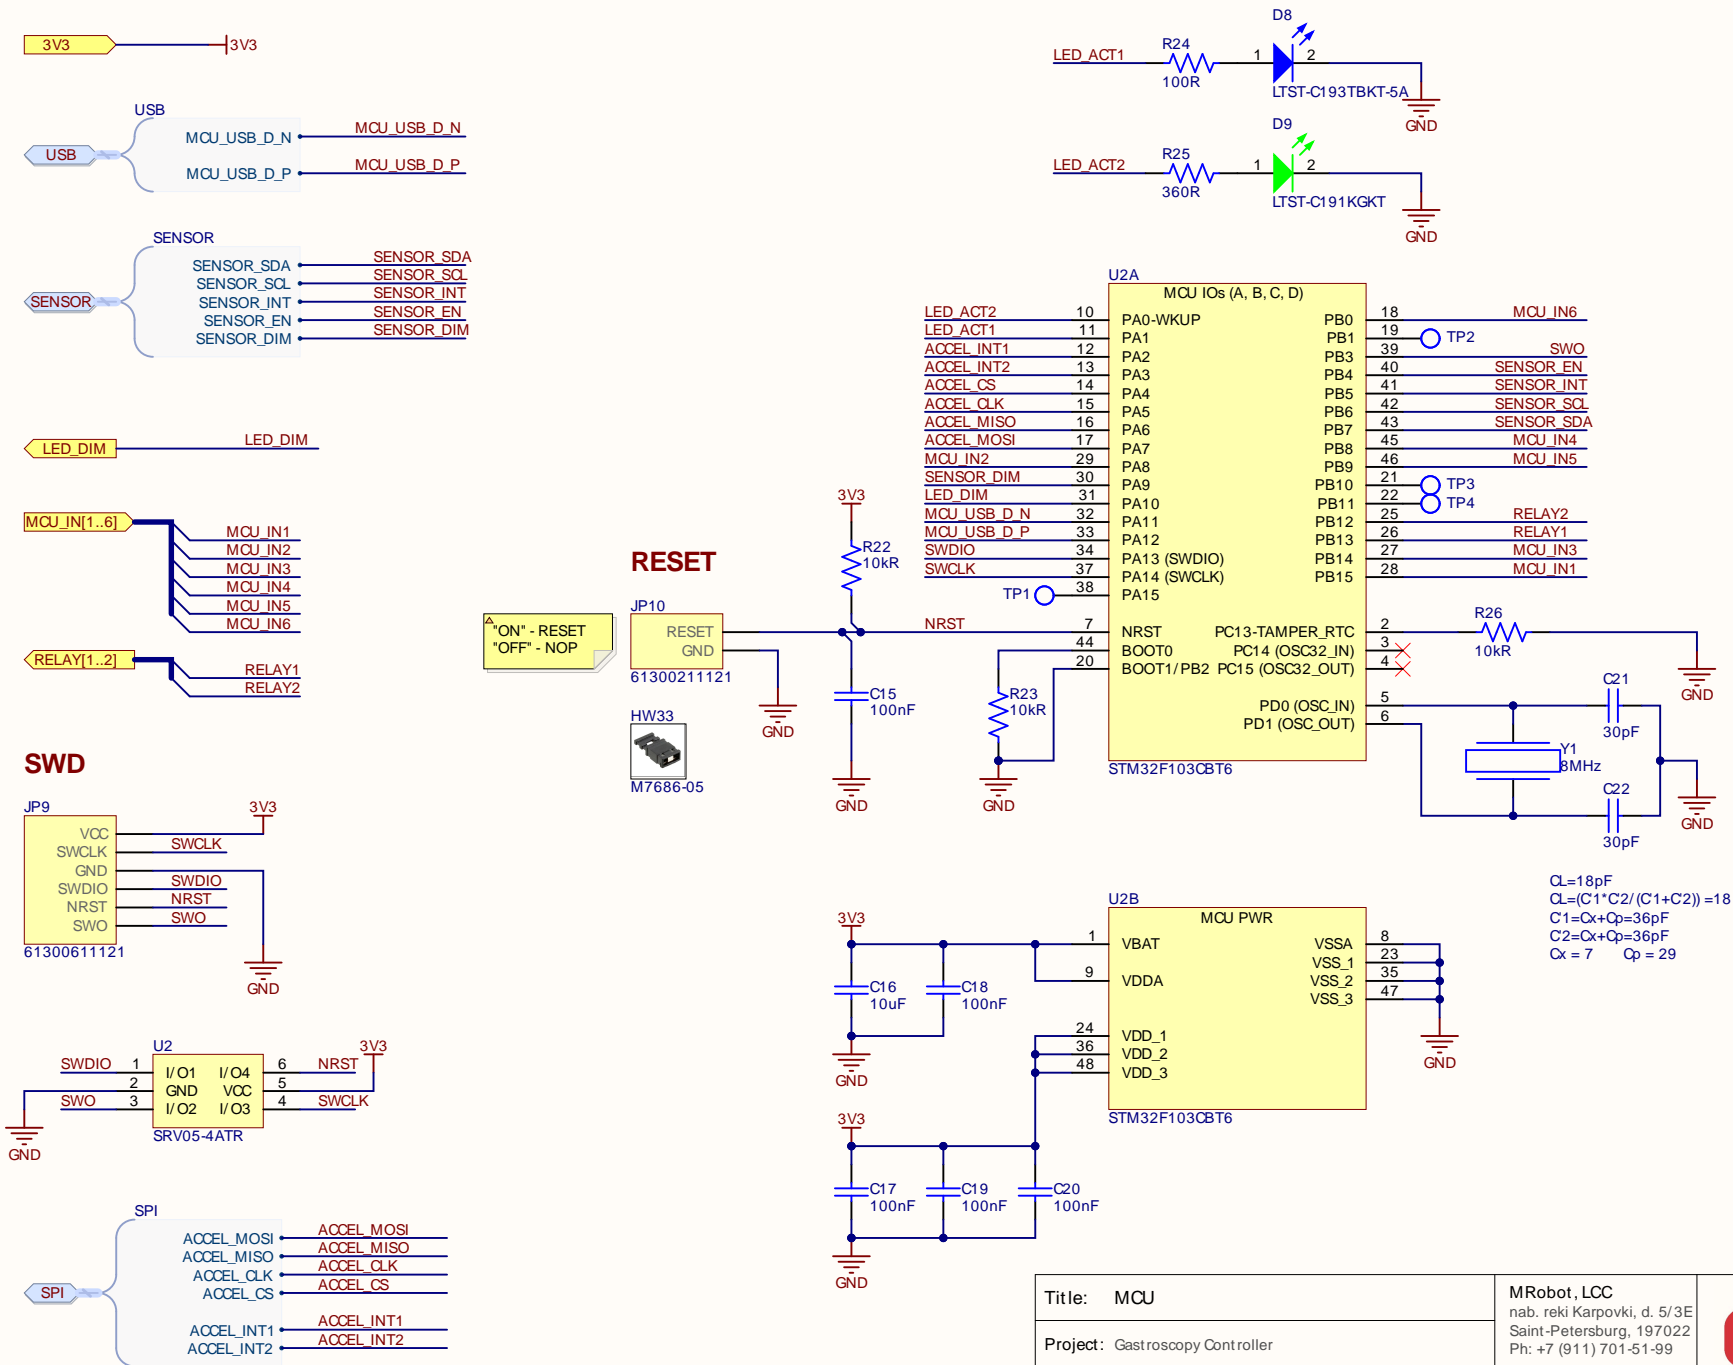 3V3
3V3
USB
USB
MCU_USB_D_N
MCU_USB_D_N
MCU_USB_D_P
MCU_USB_D_P
SENSOR
SENSOR
SENSOR_SDA
SENSOR_SDA
SENSOR_SCL
SENSOR_SCL
SENSOR_INT
SENSOR_INT
SENSOR_EN
SENSOR_EN
SENSOR_DIM
SENSOR_DIM
LED_DIM
LED_DIM
MCU_IN[1..6]
MCU_IN1
MCU_IN2
MCU_IN3
MCU_IN4
MCU_IN5
MCU_IN6
RELAY[1..2]
RELAY1
RELAY2
SWD
JP9
3V3
VCC
SWCLK
SWCLK
GND
SWDIO
SWDIO
NRST
NRST
SWO
SWO
61300611121
GND
U2
3V3
SWDIO 1 I/O1 I/O4 6 NRST
2 GND VCC 5
SWO 3 I/O2 I/O3 4 SWCLK
SRV05-4ATR
GND
SPI
SPI
ACCEL_MOSI
ACCEL_MOSI
ACCEL_MISO
ACCEL_MISO
ACCEL_CLK
ACCEL_CLK
ACCEL_CS
ACCEL_CS
ACCEL_INT1
ACCEL_INT1
ACCEL_INT2
ACCEL_INT2
RESET
"ON" - RESET
"OFF" - NOP
JP10
RESET
GND
61300211121
GND
HW33
M7686-05
3V3
R22
10kR
NRST
C15
100nF
GND
R23
10kR
GND
D8
LED_ACT1
R24
100R
1 2
LTST-C193TBKT-5A
GND
D9
LED_ACT2
R25
360R
1 2
LTST-C191KGKT
GND
U2A
MCU IOs (A, B, C, D)
LED_ACT2 10 PA0-WKUP
LED_ACT1 11 PA1
ACCEL_INT1 12 PA2
ACCEL_INT2 13 PA3
ACCEL_CS 14 PA4
ACCEL_CLK 15 PA5
ACCEL_MISO 16 PA6
ACCEL_MOSI 17 PA7
MCU_IN2 29 PA8
SENSOR_DIM 30 PA9
LED_DIM 31 PA10
MCU_USB_D_N 32 PA11
MCU_USB_D_P 33 PA12
SWDIO 34 PA13 (SWDIO)
SWCLK 37 PA14 (SWCLK)
TP1 38 PA15
7 NRST
44 BOOT0
20 BOOT1/PB2
PB0 18 MCU_IN6
PB1 19 TP2
PB3 39 SWO
PB4 40 SENSOR_EN
PB5 41 SENSOR_INT
PB6 42 SENSOR_SCL
PB7 43 SENSOR_SDA
PB8 45 MCU_IN4
PB9 46 MCU_IN5
PB10 21 TP3
PB11 22 TP4
PB12 25 RELAY2
PB13 26 RELAY1
PB14 27 MCU_IN3
PB15 28 MCU_IN1
PC13-TAMPER_RTC 2
PC14 (OSC32_IN) 3
PC15 (OSC32_OUT) 4
PD0 (OSC_IN) 5
PD1 (OSC_OUT) 6
STM32F103CBT6
R26
10kR
GND
C21
30pF
Y1
8MHz
C22
30pF
GND
CL=18pF
CL=(C'1*C'2/(C'1+C'2))=18
C'1=Cx+Cp=36pF
C'2=Cx+Cp=36pF
Cx = 7 Cp = 29
U2B
MCU PWR
1 VBAT
9 VDDA
24 VDD_1
36 VDD_2
48 VDD_3
VSSA 8
VSS_1 23
VSS_2 35
VSS_3 47
STM32F103CBT6
GND
3V3
C16
10uF
C18
100nF
GND
3V3
C17
100nF
C19
100nF
C20
100nF
GND
Title: MCU
Project: Gastroscopy Controller
MRobot, LCC
nab. reki Karpovki, d. 5/3E
Saint-Petersburg, 197022
Ph: +7 (911) 701-51-99